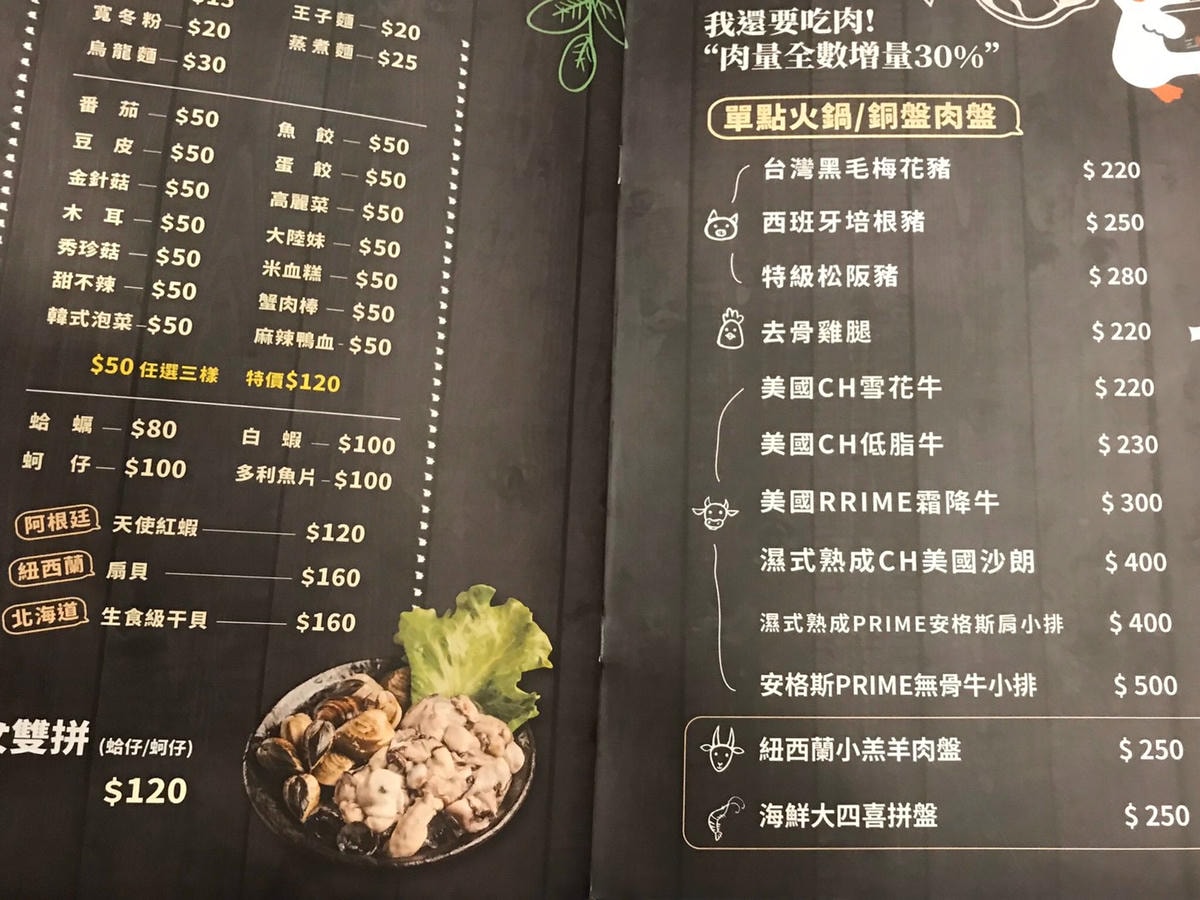 寬冬粉 — $20
烏龍麵 — $30
王子麵 — $20
蒸煮麵 — $25
番茄 — $50
豆皮 — $50
金針菇 — $50
木耳 — $50
秀珍菇 — $50
甜不辣 — $50
韓式泡菜 - $50
魚餃 — $50
蛋餃 — $50
高麗菜 — $50
大陸妹 — $50
米血糕 — $50
蟹肉棒 — $50
麻辣鴨血 - $50
$50 任選三樣 特價$120
蛤蠣 — $80
蚵仔 — $100
白蝦 — $100
多利魚片 - $100
阿根廷 天使紅蝦 — $120
紐西蘭 扇貝 — $160
北海道 生食級干貝 — $160
雙拼 (蛤仔/蚵仔)
$120
我還要吃肉!
“肉量全數增量30%”
單點火鍋/銅盤肉盤
台灣黑毛梅花豬 $ 220
西班牙培根豬 $ 250
特級松阪豬 $ 280
去骨雞腿 $ 220
美國CH雪花牛 $ 220
美國CH低脂牛 $ 230
美國RRIME霜降牛 $ 300
濕式熟成CH美國沙朗 $ 400
濕式熟成PRIME安格斯肩小排 $ 400
安格斯PRIME無骨牛小排 $ 500
紐西蘭小羔羊肉盤 $ 250
海鮮大四喜拼盤 $ 250